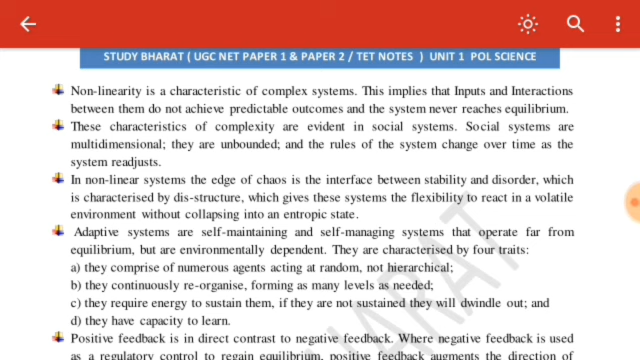 STUDY BHARAT ( UGC NET PAPER 1 & PAPER 2 / TET NOTES ) UNIT 1 POL SCIENCE
Non-linearity is a characteristic of complex systems. This implies that Inputs and Interactions
between them do not achieve predictable outcomes and the system never reaches equilibrium.
These characteristics of complexity are evident in social systems. Social systems are
multidimensional; they are unbounded; and the rules of the system change over time as the
system readjusts.
In non-linear systems the edge of chaos is the interface between stability and disorder, which
is characterised by dis-structure, which gives these systems the flexibility to react in a volatile
environment without collapsing into an entropic state.
Adaptive systems are self-maintaining and self-managing systems that operate far from
equilibrium, but are environmentally dependent. They are characterised by four traits:
a) they comprise of numerous agents acting at random, not hierarchical;
b) they continuously re-organise, forming as many levels as needed;
c) they require energy to sustain them, if they are not sustained they will dwindle out; and
d) they have capacity to learn.
Positive feedback is in direct contrast to negative feedback. Where negative feedback is used
as a regulatory control to regain equilibrium, positive feedback augments the direction of